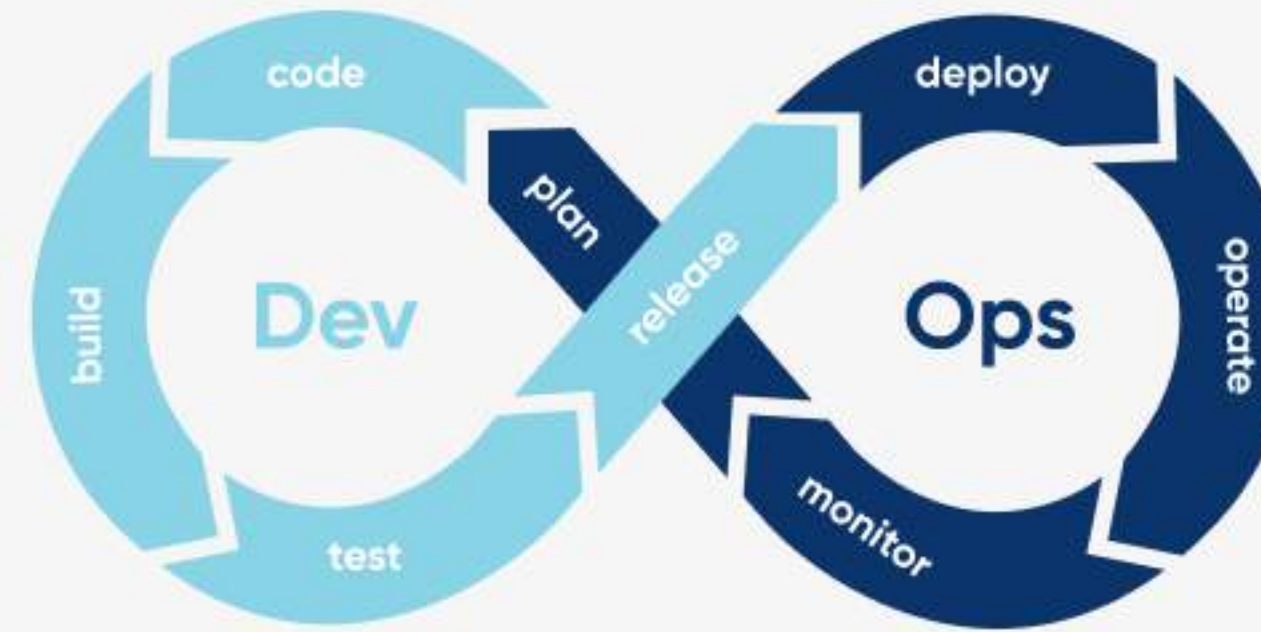 code
deploy
plan
release
build
Dev
Ops
operate
test
monitor